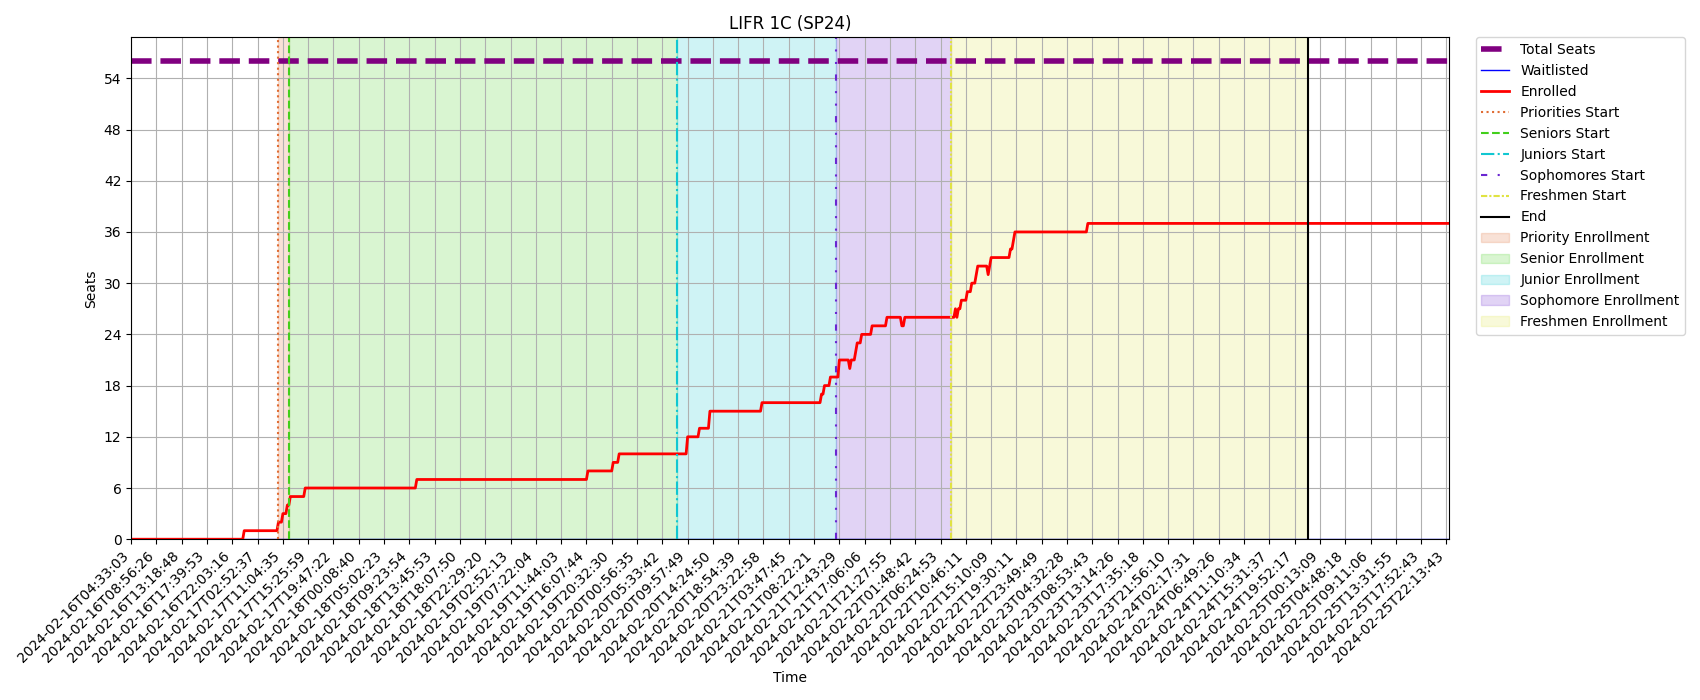 LIFR 1C (SP24)
Total Seats
Waitlisted
Enrolled
Priorities Start
Seniors Start
Juniors Start
Sophomores Start
Freshmen Start
End
Priority Enrollment
Senior Enrollment
Junior Enrollment
Sophomore Enrollment
Freshmen Enrollment
Seats
54
48
42
36
30
24
18
12
6
0
2024-02-16T04:33:03
2024-02-16T08:56:26
2024-02-16T13:18:48
2024-02-16T17:39:53
2024-02-16T22:03:16
2024-02-17T02:52:37
2024-02-17T11:04:35
2024-02-17T15:25:59
2024-02-17T19:47:22
2024-02-18T00:08:40
2024-02-18T05:02:23
2024-02-18T09:23:54
2024-02-18T13:45:53
2024-02-18T18:07:50
2024-02-18T22:29:20
2024-02-19T02:52:13
2024-02-19T07:22:04
2024-02-19T11:44:03
2024-02-19T16:07:44
2024-02-19T20:32:30
2024-02-20T00:56:35
2024-02-20T05:33:42
2024-02-20T09:57:49
2024-02-20T14:24:50
2024-02-20T18:54:39
2024-02-20T23:22:58
2024-02-21T03:47:45
2024-02-21T08:22:21
2024-02-21T12:43:29
2024-02-21T17:06:06
2024-02-21T21:27:55
2024-02-22T01:48:42
2024-02-22T06:24:53
2024-02-22T10:46:11
2024-02-22T15:10:09
2024-02-22T19:30:11
2024-02-22T23:49:49
2024-02-23T04:32:28
2024-02-23T08:53:43
2024-02-23T13:14:26
2024-02-23T17:35:18
2024-02-23T21:56:10
2024-02-24T02:17:31
2024-02-24T06:49:26
2024-02-24T11:10:34
2024-02-24T15:31:37
2024-02-24T19:52:17
2024-02-25T00:13:09
2024-02-25T04:48:18
2024-02-25T09:11:06
2024-02-25T13:31:55
2024-02-25T17:52:43
2024-02-25T22:13:43
Time